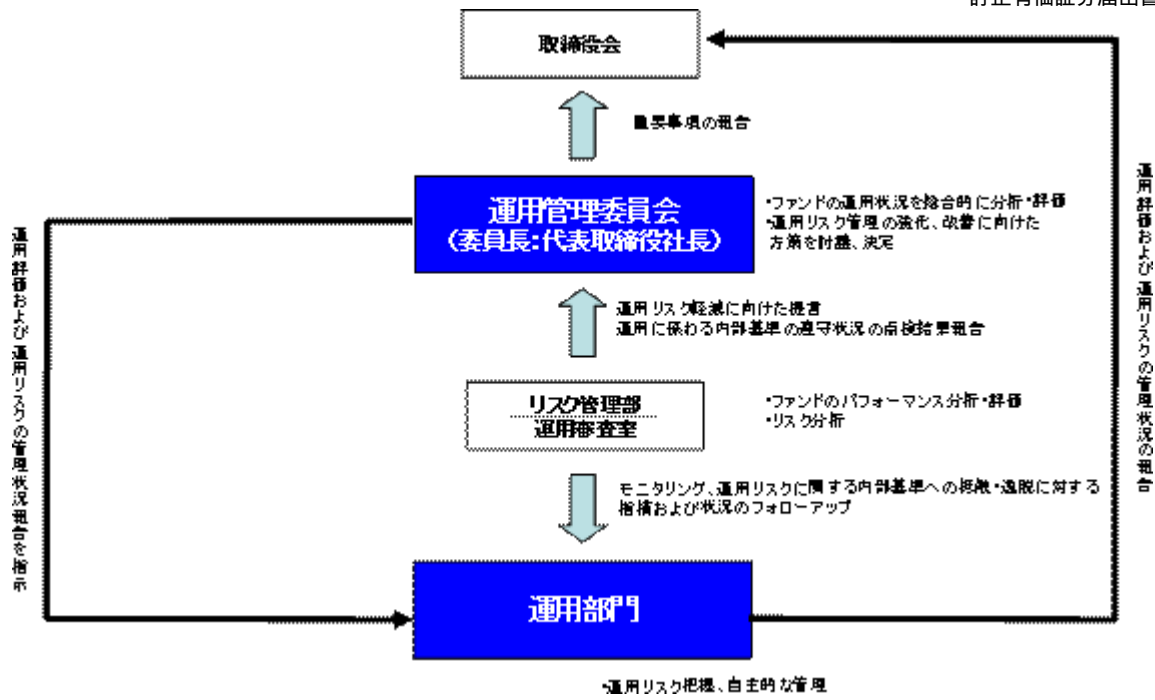 訂正有価証券届出書
取締役会
重要事項の報告
運用管理委員会
(委員長:代表取締役社長)
・ファンドの運用状況を総合的に分析・評価
・運用リスク管理の強化、改善に向けた
方策を討議、決定
運用リスク軽減に向けた提言
運用に係わる内部基準の遵守状況の点検結果報告
リスク管理部
運用審査室
・ファンドのパフォーマンス分析・評価
・リスク分析
モニタリング、運用リスクに関する内部基準への抵触・逸脱に対する
指摘および状況のフォローアップ
運用部門
・運用リスク把握、自主的な管理
運用評価および運用リスクの管理状況報告を指示
運用評価および運用リスクの管理状況の報告